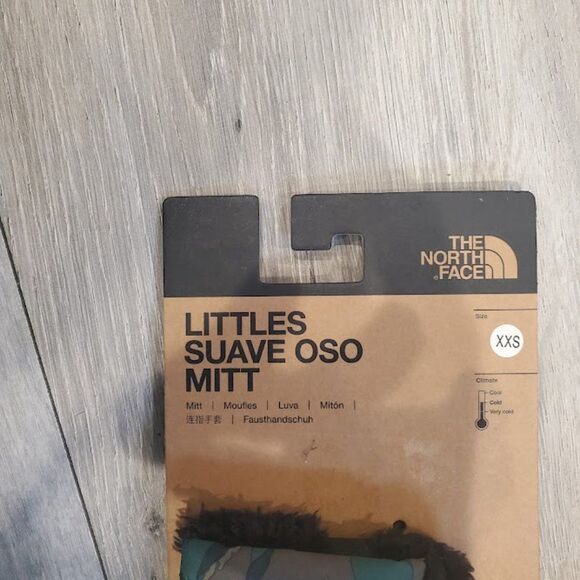 THE
NORTH
FACE
LITTLES
SUAVE OSO
MITT
Mitt | Moufles | Luva | Mitón |
连指手套 | Fausthandschuh
Size
XXS
Climate
Cool
Cold
Very cold